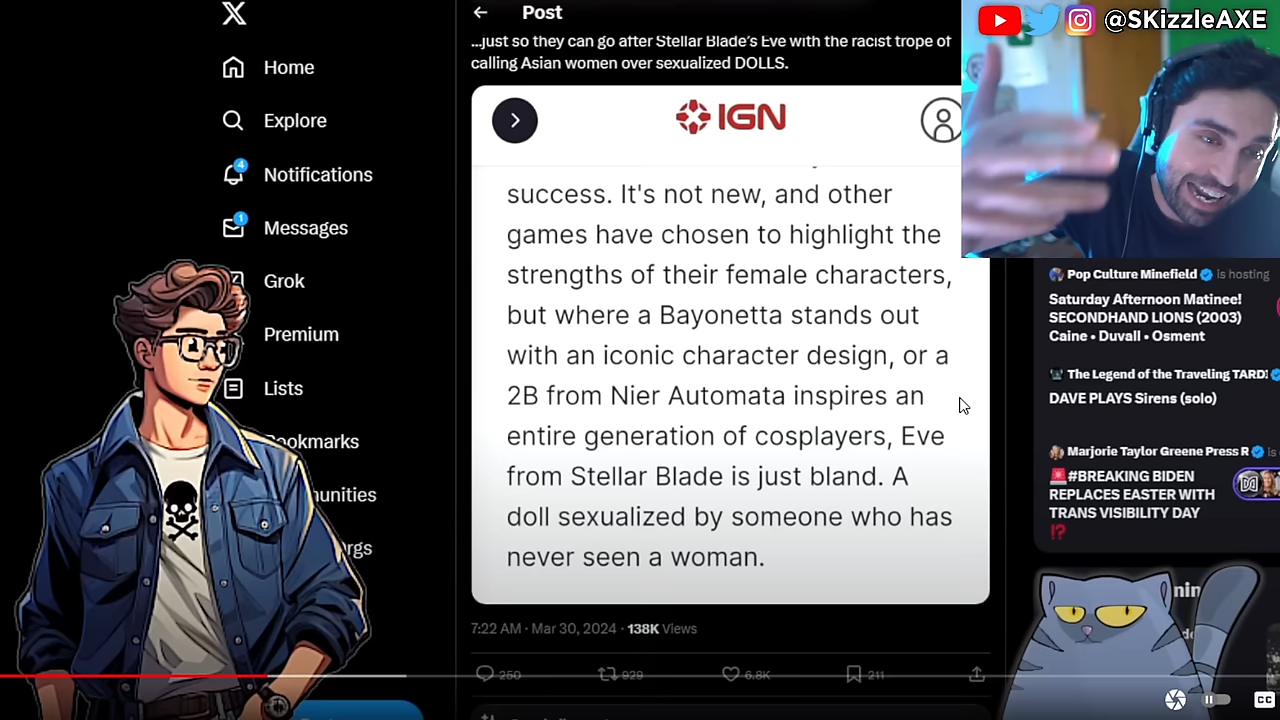 Post
@SKizzleAXE
...just so they can go after Stellar Blade's Eve with the racist trope of
calling Asian women over sexualized DOLLS.
Home
Explore
4
Notifications
1
Messages
Grok
Premium
Lists
Bookmarks
IGN
success. It's not new, and other
games have chosen to highlight the
strengths of their female characters,
but where a Bayonetta stands out
with an iconic character design, or a
2B from Nier Automata inspires an
entire generation of cosplayers, Eve
from Stellar Blade is just bland. A
doll sexualized by someone who has
never seen a woman.
7:22 AM · Mar 30, 2024 · 138K Views
250 929 6.8K 211
Pop Culture Minefield is hosting
Saturday Afternoon Matinee!
SECONDHAND LIONS (2003)
Caine • Duvall • Osment
The Legend of the Traveling TARDI
DAVE PLAYS Sirens (solo)
Marjorie Taylor Greene Press R is
🚨#BREAKING BIDEN
REPLACES EASTER WITH
TRANS VISIBILITY DAY
⁉️
CC